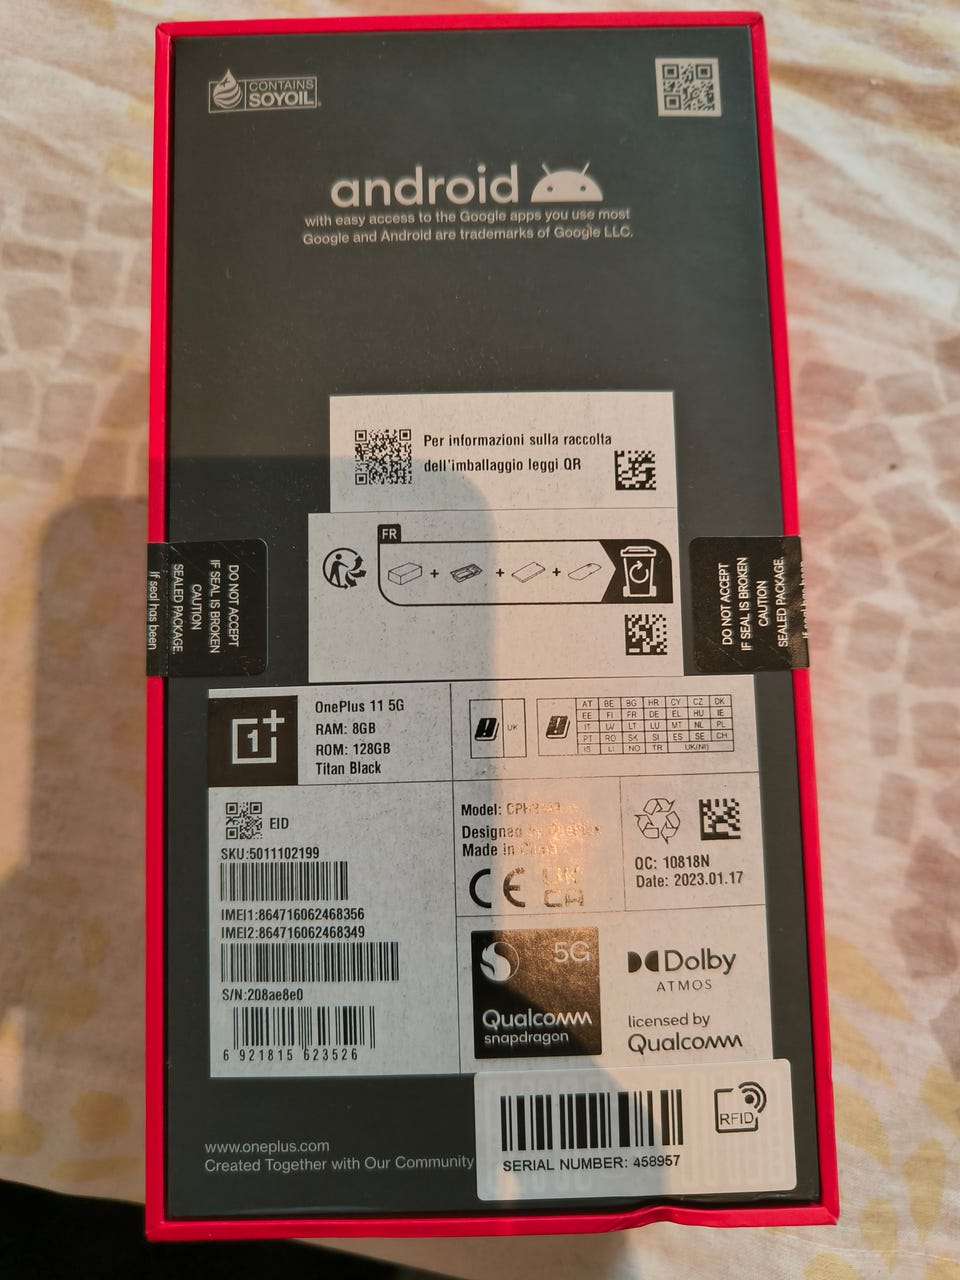 CONTAINS
SOYOIL
android
with easy access to the Google apps you use most
Google and Android are trademarks of Google LLC.
Per informazioni sulla raccolta
dell'imballaggio leggi QR
FR
+ + +
If seal has been
SEALED PACKAGE.
CAUTION
IF SEAL IS BROKEN
DO NOT ACCEPT
DO NOT ACCEPT
IF SEAL IS BROKEN
CAUTION
SEALED PACKAGE.
OnePlus 11 5G
RAM: 8GB
ROM: 128GB
Titan Black
UK
AT BE BG HR CY CZ DK
EE FI FR DE EL HU IE
IT LV LT LU MT NL PL
PT RO SK SI ES SE CH
IS LI NO TR UK(NI)
EID
SKU:5011102199
IMEI1:864716062468356
IMEI2:864716062468349
S/N:208ae8e0
6 921815 623526
Model:
Designed by OnePlus
Made in China
CE UK
CA
QC: 10818N
Date: 2023.01.17
5G
Qualcomm
snapdragon
Dolby
ATMOS
licensed by
Qualcomm
RFID
SERIAL NUMBER: 458957
www.oneplus.com
Created Together with Our Community